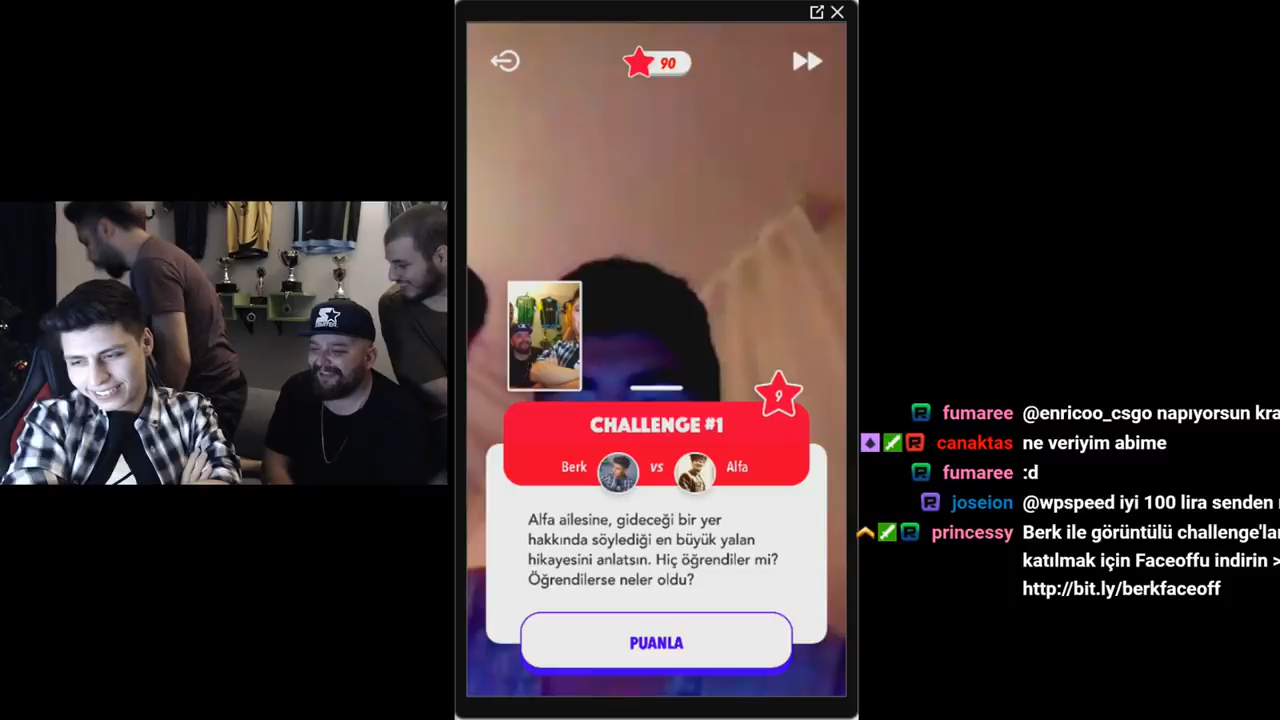 90
9
CHALLENGE #1
Berk vs Alfa
Alfa ailesine, gideceği bir yer
hakkında söylediği en büyük yalan
hikayesini anlatsın. Hiç öğrendiler mi?
Öğrendilerse neler oldu?
PUANLA
STARTER
fumaree @enricoo_csgo napıyorsun kra
canaktas ne veriyim abime
fumaree :d
joseion @wpspeed iyi 100 lira senden
princessy Berk ile görüntülü challenge'lar
katılmak için Faceoffu indirin >
http://bit.ly/berkfaceoff